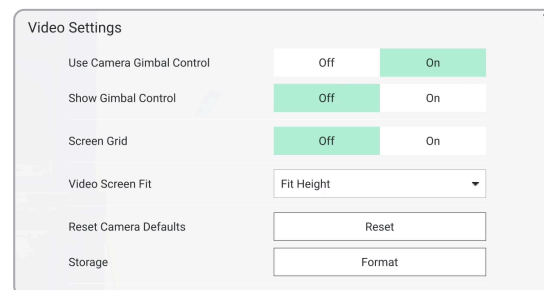 Video Settings
Use Camera Gimbal Control Off On
Show Gimbal Control Off On
Screen Grid Off On
Video Screen Fit Fit Height
Reset Camera Defaults Reset
Storage Format